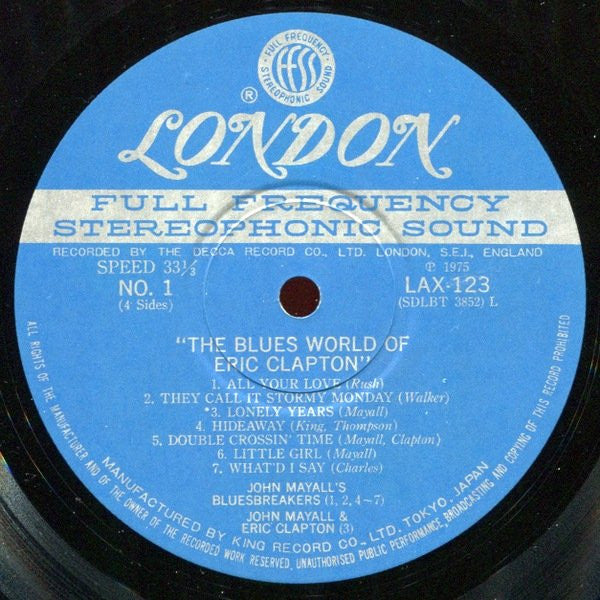 FULL FREQUENCY
ffss
STEREOPHONIC SOUND
®
LONDON
FULL FREQUENCY
STEREOPHONIC SOUND
RECORDED BY THE DECCA RECORD CO., LTD. LONDON, S.E.I., ENGLAND
SPEED 33⅓
℗ 1975
NO. 1
LAX-123
(4 Sides)
(SDLBT 3852) L
"THE BLUES WORLD OF
ERIC CLAPTON"
1. ALL YOUR LOVE (Rush)
2. THEY CALL IT STORMY MONDAY (Walker)
*3. LONELY YEARS (Mayall)
4. HIDEAWAY (King, Thompson)
5. DOUBLE CROSSIN' TIME (Mayall, Clapton)
6. LITTLE GIRL (Mayall)
7. WHAT'D I SAY (Charles)
JOHN MAYALL'S
BLUESBREAKERS (1, 2, 4~7)
JOHN MAYALL &
ERIC CLAPTON (3)
MANUFACTURED BY KING RECORD CO., LTD. TOKYO, JAPAN
ALL RIGHTS OF THE MANUFACTURER AND OF THE OWNER OF THE RECORDED WORK RESERVED, UNAUTHORISED PUBLIC PERFORMANCE, BROADCASTING AND COPYING OF THIS RECORD PROHIBITED